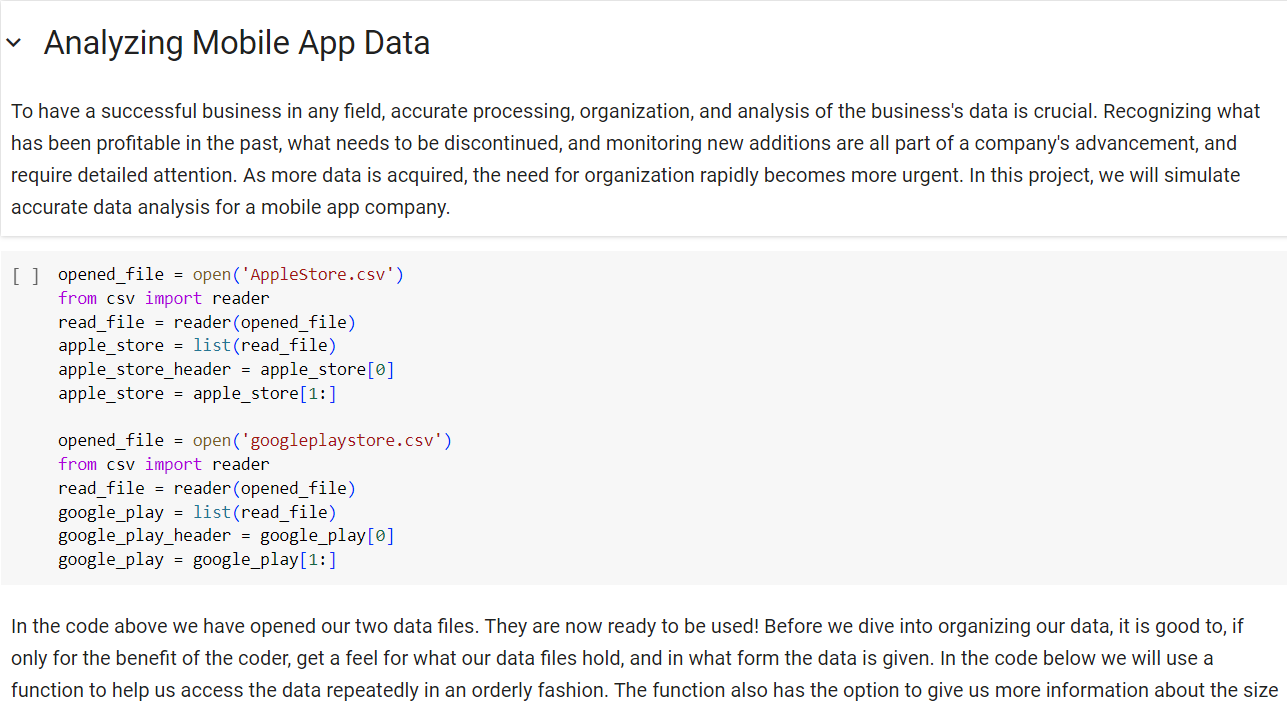 Analyzing Mobile App Data
To have a successful business in any field, accurate processing, organization, and analysis of the business's data is crucial. Recognizing what
has been profitable in the past, what needs to be discontinued, and monitoring new additions are all part of a company's advancement, and
require detailed attention. As more data is acquired, the need for organization rapidly becomes more urgent. In this project, we will simulate
accurate data analysis for a mobile app company.
[ ] opened_file = open('AppleStore.csv')
from csv import reader
read_file = reader(opened_file)
apple_store = list(read_file)
apple_store_header = apple_store[0]
apple_store = apple_store[1:]
opened_file = open('googleplaystore.csv')
from csv import reader
read_file = reader(opened_file)
google_play = list(read_file)
google_play_header = google_play[0]
google_play = google_play[1:]
In the code above we have opened our two data files. They are now ready to be used! Before we dive into organizing our data, it is good to, if
only for the benefit of the coder, get a feel for what our data files hold, and in what form the data is given. In the code below we will use a
function to help us access the data repeatedly in an orderly fashion. The function also has the option to give us more information about the size